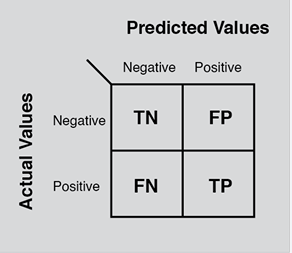 Predicted Values
Negative Positive
Actual Values
Negative TN FP
Positive FN TP